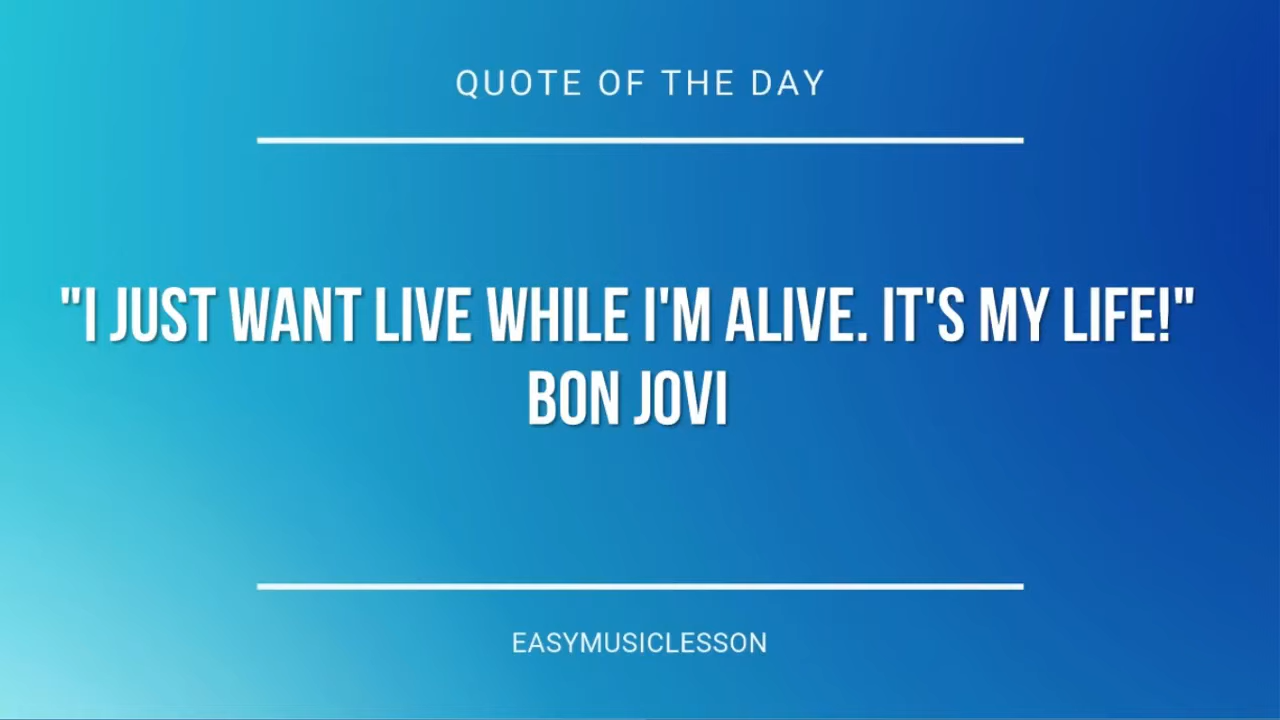 QUOTE OF THE DAY
"I JUST WANT LIVE WHILE I'M ALIVE. IT'S MY LIFE!"
BON JOVI
EASYMUSICLESSON